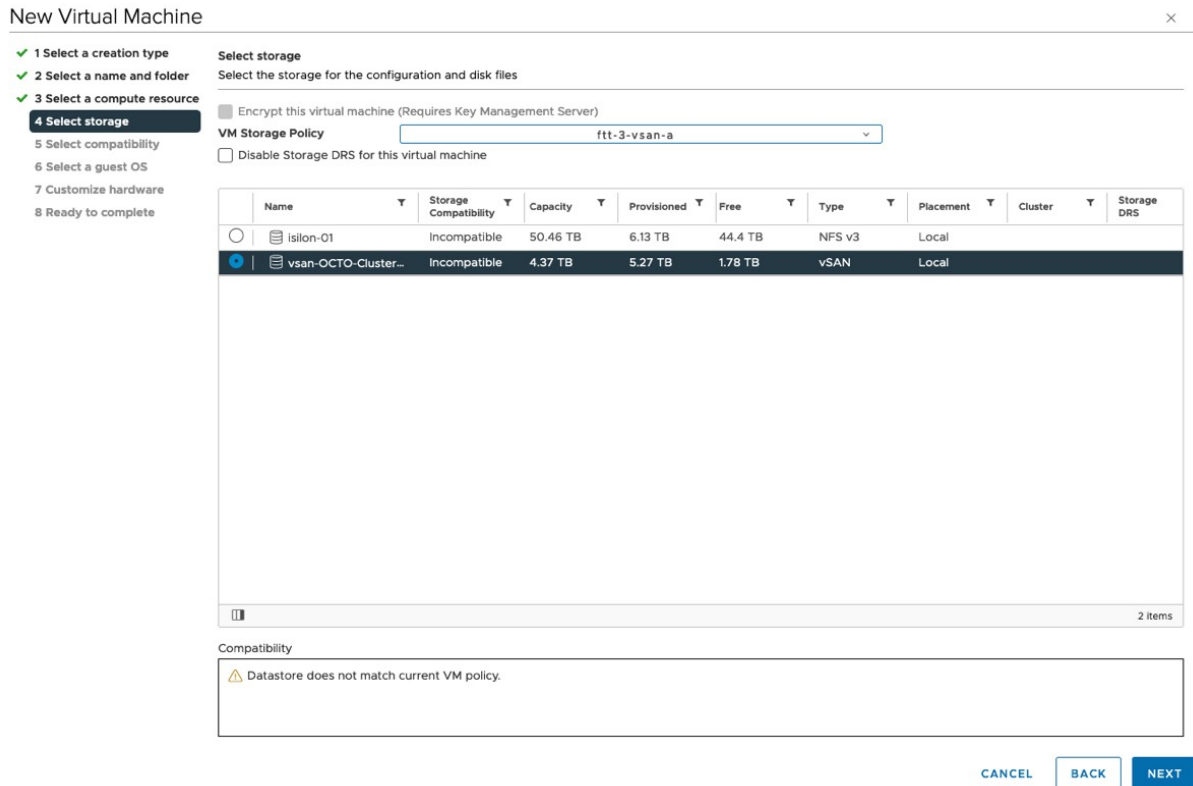 New Virtual Machine
1 Select a creation type
2 Select a name and folder
3 Select a compute resource
4 Select storage
5 Select compatibility
6 Select a guest OS
7 Customize hardware
8 Ready to complete
Select storage
Select the storage for the configuration and disk files
Encrypt this virtual machine (Requires Key Management Server)
VM Storage Policy ftt-3-vsan-a
Disable Storage DRS for this virtual machine
Name Storage Compatibility Capacity Provisioned Free Type Placement Cluster Storage DRS
isilon-01 Incompatible 50.46 TB 6.13 TB 44.4 TB NFS v3 Local
vsan-OCTO-Cluster... Incompatible 4.37 TB 5.27 TB 1.78 TB vSAN Local
2 items
Compatibility
Datastore does not match current VM policy.
CANCEL BACK NEXT